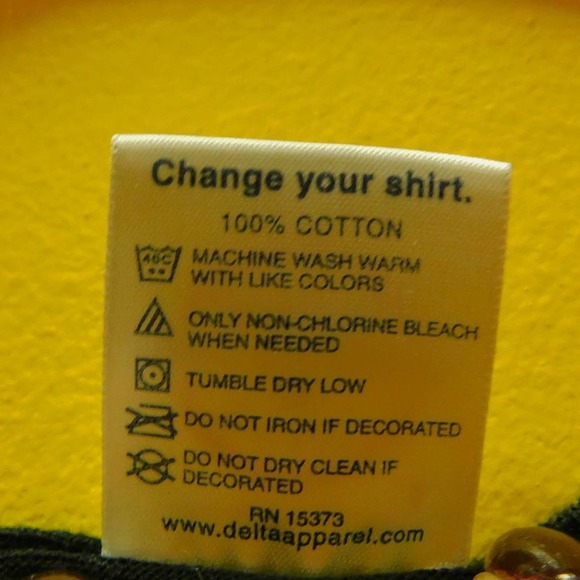 Change your shirt.
100% COTTON
40C
MACHINE WASH WARM
WITH LIKE COLORS
ONLY NON-CHLORINE BLEACH
WHEN NEEDED
TUMBLE DRY LOW
DO NOT IRON IF DECORATED
DO NOT DRY CLEAN IF
DECORATED
RN 15373
www.deltaapparel.com